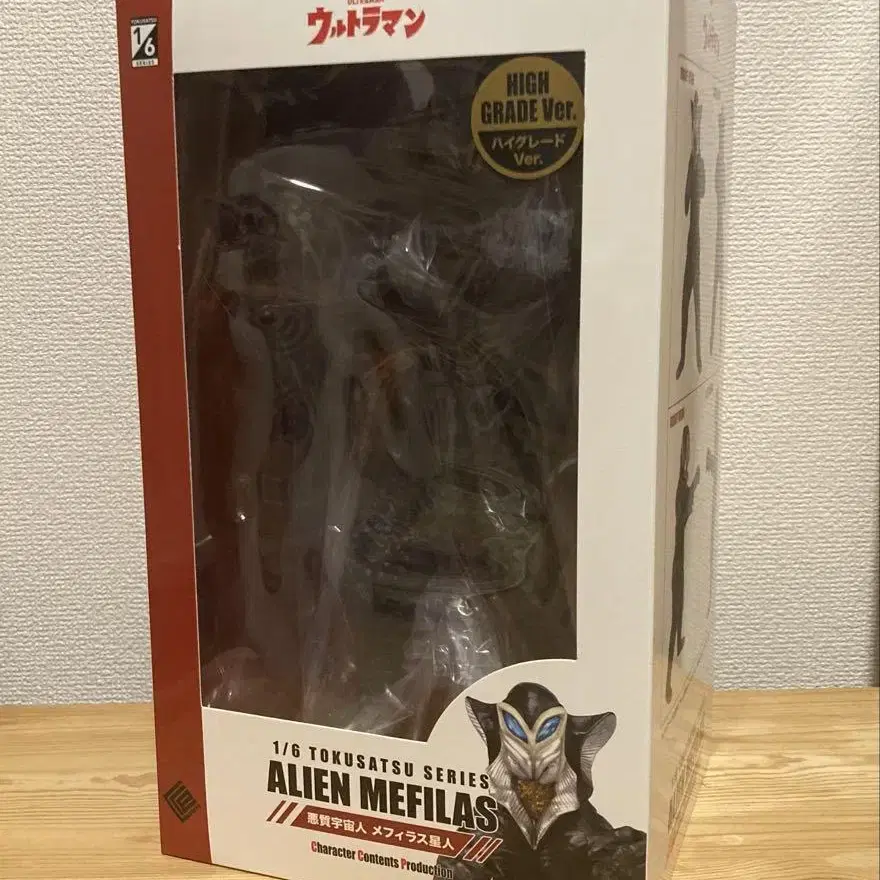 TOKUSATSU
1/6
SERIES
ウルトラマン
HIGH
GRADE Ver.
ハイグレード
Ver.
1/6 TOKUSATSU SERIES
ALIEN MEFILAS
悪質宇宙人 メフィラス星人
Character Contents Production